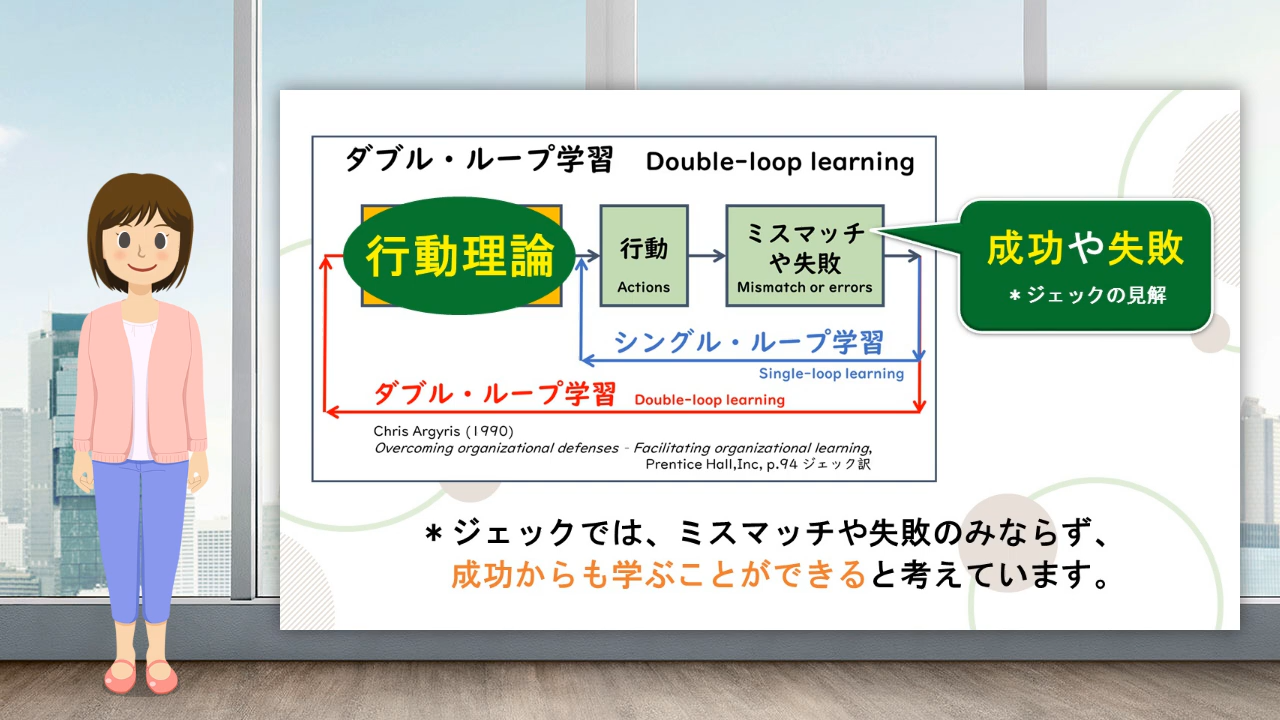 ダブル・ループ学習 Double-loop learning
行動理論
行動
Actions
ミスマッチ
や失敗
Mismatch or errors
成功や失敗
*ジェックの見解
シングル・ループ学習
Single-loop learning
ダブル・ループ学習 Double-loop learning
Chris Argyris (1990)
Overcoming organizational defenses - Facilitating organizational learning,
Prentice Hall,Inc, p.94 ジェック訳
*ジェックでは、ミスマッチや失敗のみならず、
成功からも学ぶことができると考えています。